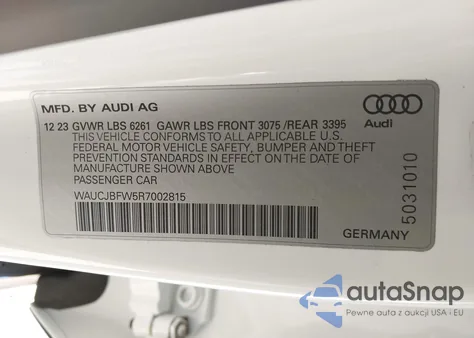 MFD. BY AUDI AG
12 23 GVWR LBS 6261 GAWR LBS FRONT 3075 /REAR 3395
THIS VEHICLE CONFORMS TO ALL APPLICABLE U.S.
FEDERAL MOTOR VEHICLE SAFETY, BUMPER AND THEFT
PREVENTION STANDARDS IN EFFECT ON THE DATE OF
MANUFACTURE SHOWN ABOVE
PASSENGER CAR
WAUCJBFW5R7002815
Audi
5031010
GERMANY
autoSnap
Pewne auta z aukcji USA - EU